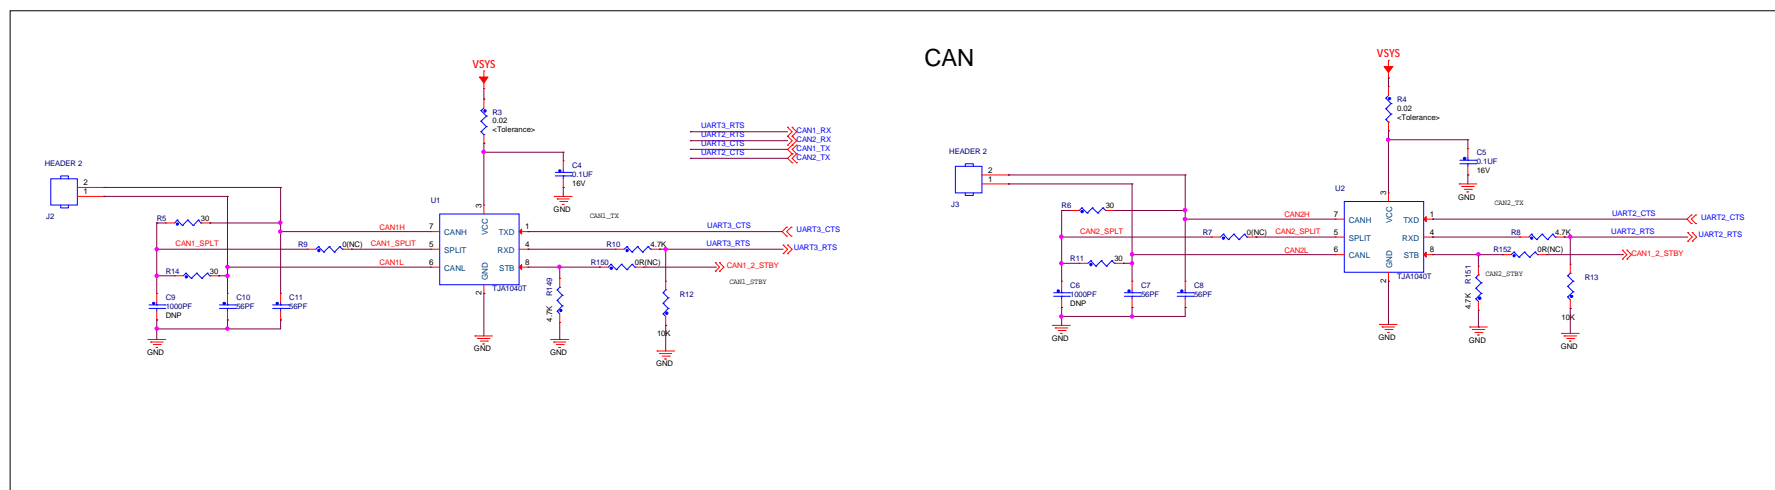 CAN
VSYS
R3
0.02
<Tolerance>
UART3_RTS
CAN1_RX
UART2_RTS
CAN2_RX
UART3_CTS
CAN1_TX
UART2_CTS
CAN2_TX
HEADER 2
2
1
J2
C4
0.1UF
16V
GND
U1
3
CAN1_TX
R5
30
CAN1H
7
CANH
VCC
TXD
1
UART3_CTS
UART3_CTS
CAN1_SPLT
R9
0(NC)
CAN1_SPLIT
5
SPLIT
RXD
4
R10
4.7K
UART3_RTS
UART3_RTS
R14
30
CAN1L
6
CANL
GND
STB
8
R150
0R(NC)
CAN1_2_STBY
CAN1_STBY
TJA1040T
2
C9
1000PF
DNP
C10
56PF
C11
56PF
R149
4.7K
R12
10K
GND
GND
GND
GND
VSYS
R4
0.02
<Tolerance>
HEADER 2
2
1
J3
C5
0.1UF
16V
GND
U2
3
CAN2_TX
R6
30
CAN2H
7
CANH
VCC
TXD
1
UART2_CTS
UART2_CTS
CAN2_SPLT
R7
0(NC)
CAN2_SPLIT
5
SPLIT
RXD
4
R8
4.7K
UART2_RTS
UART2_RTS
R11
30
CAN2L
6
CANL
GND
STB
8
R152
0R(NC)
CAN1_2_STBY
CAN2_STBY
TJA1040T
2
C6
1000PF
DNP
C7
56PF
C8
56PF
R151
4.7K
R13
10K
GND
GND
GND
GND